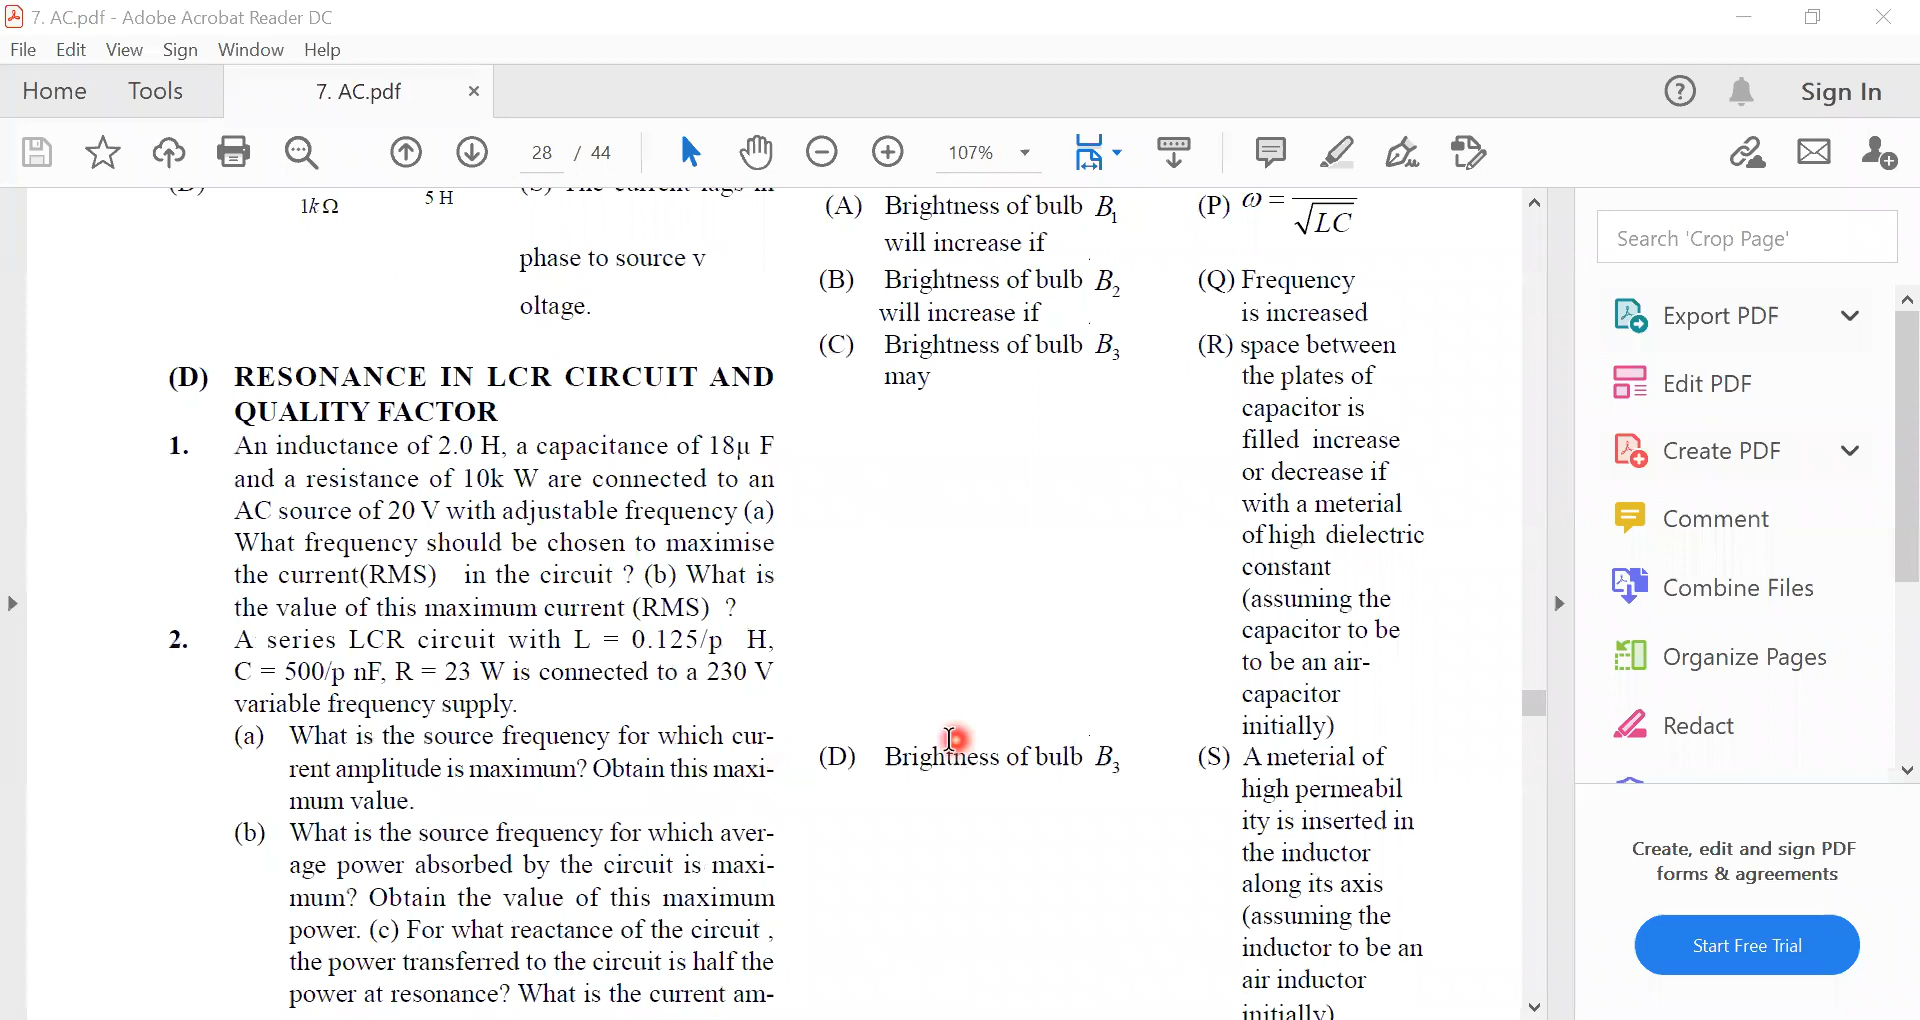 7. AC.pdf - Adobe Acrobat Reader DC
File Edit View Sign Window Help
Home Tools 7. AC.pdf × Sign In
28 / 44 107%
1kΩ 5 H
phase to source v
oltage.
(D) RESONANCE IN LCR CIRCUIT AND
QUALITY FACTOR
1. An inductance of 2.0 H, a capacitance of 18μ F
and a resistance of 10k W are connected to an
AC source of 20 V with adjustable frequency (a)
What frequency should be chosen to maximise
the current(RMS) in the circuit ? (b) What is
the value of this maximum current (RMS) ?
2. A series LCR circuit with L = 0.125/p H,
C = 500/p nF, R = 23 W is connected to a 230 V
variable frequency supply.
(a) What is the source frequency for which cur-
rent amplitude is maximum? Obtain this maxi-
mum value.
(b) What is the source frequency for which aver-
age power absorbed by the circuit is maxi-
mum? Obtain the value of this maximum
power. (c) For what reactance of the circuit ,
the power transferred to the circuit is half the
power at resonance? What is the current am-
(A) Brightness of bulb B₁
will increase if
(B) Brightness of bulb B₂
will increase if
(C) Brightness of bulb B₃
may
(D) Brightness of bulb B₃
(P) ω = √LC
(Q) Frequency
is increased
(R) space between
the plates of
capacitor is
filled increase
or decrease if
with a meterial
of high dielectric
constant
(assuming the
capacitor to be
to be an air-
capacitor
initially)
(S) A meterial of
high permeabil
ity is inserted in
the inductor
along its axis
(assuming the
inductor to be an
air inductor
initially)
Search 'Crop Page'
Export PDF
Edit PDF
Create PDF
Comment
Combine Files
Organize Pages
Redact
Create, edit and sign PDF
forms & agreements
Start Free Trial